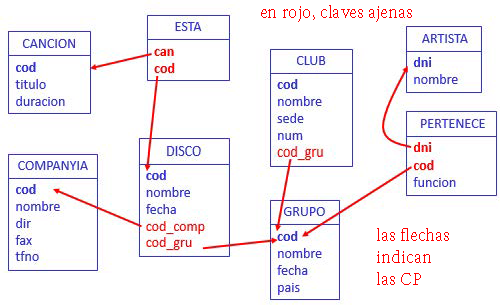 en rojo, claves ajenas
CANCION
cod
titulo
duracion
ESTA
can
cod
CLUB
cod
nombre
sede
num
cod_gru
ARTISTA
dni
nombre
PERTENECE
dni
cod
funcion
COMPANYIA
cod
nombre
dir
fax
tfno
DISCO
cod
nombre
fecha
cod_comp
cod_gru
GRUPO
cod
nombre
fecha
pais
las flechas
indican
las CP